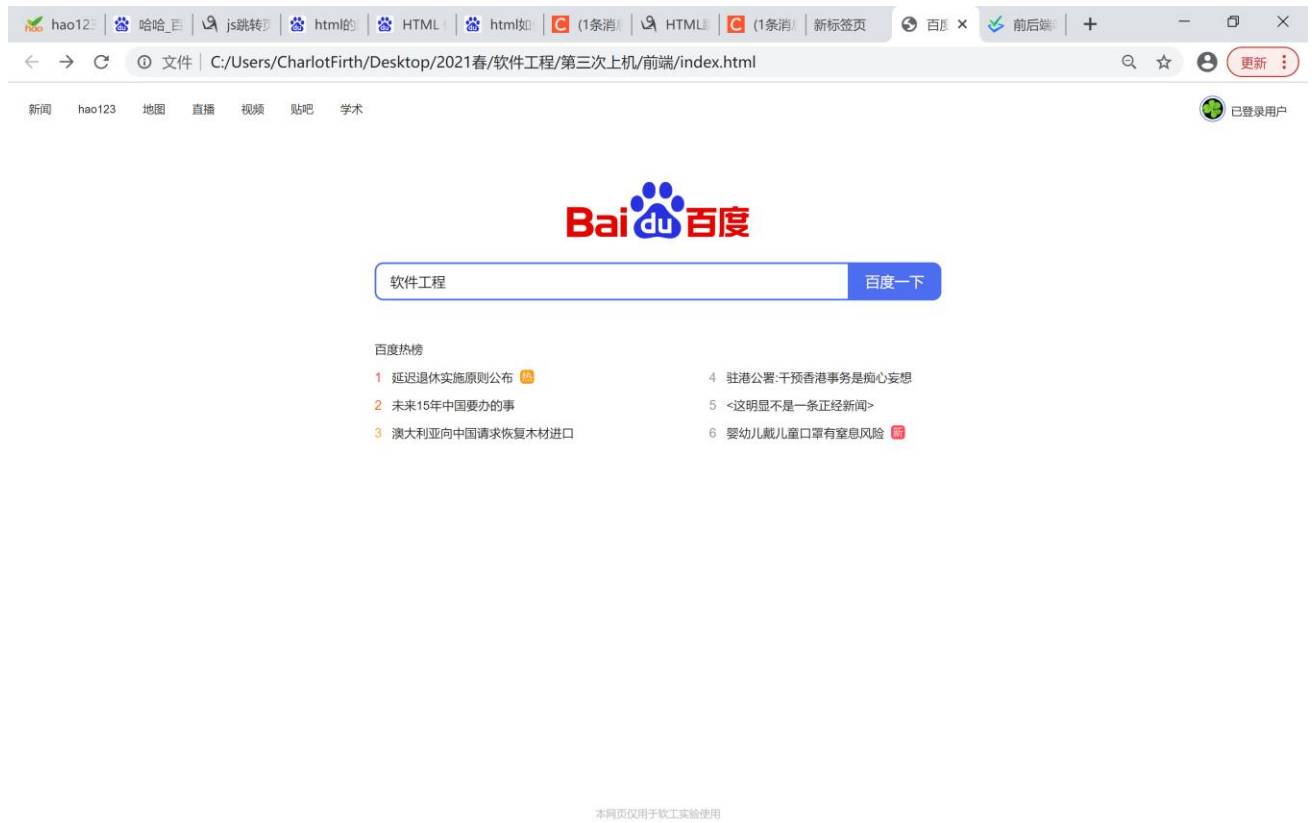 hao12 哈哈_百 js跳转 html的 HTML html如 (1条消 HTML (1条消 新标签页 百度 前后端
文件 C:/Users/CharlotFirth/Desktop/2021春/软件工程/第三次上机/前端/index.html 更新
新闻 hao123 地图 直播 视频 贴吧 学术 已登录用户
Bai du 百度
软件工程 百度一下
百度热榜
1 延迟退休实施原则公布 热 4 驻港公署:干预香港事务是痴心妄想
2 未来15年中国要办的事 5 <这明显不是一条正经新闻>
3 澳大利亚向中国请求恢复木材进口 6 婴幼儿戴儿童口罩有窒息风险 新
本网页仅用于软工实验使用